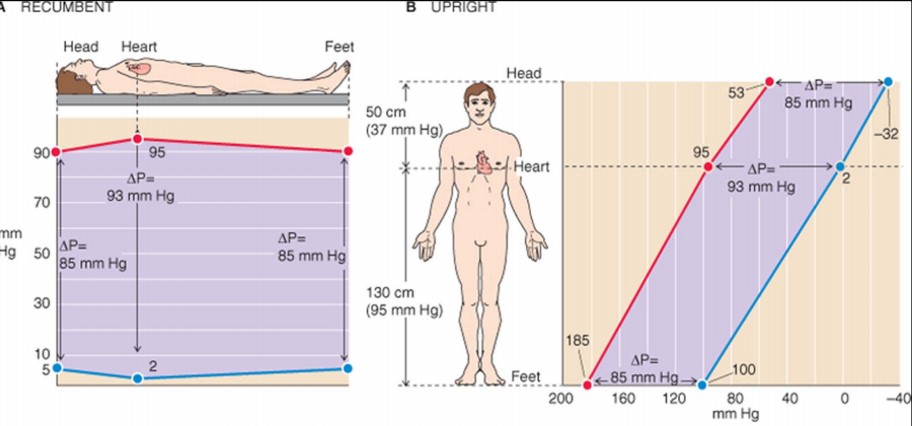 A RECUMBENT
Head Heart Feet
90
70
mm
Hg
50
30
10
5
95
ΔP=
93 mm Hg
ΔP=
85 mm Hg
ΔP=
85 mm Hg
2
B UPRIGHT
Head
50 cm
(37 mm Hg)
Heart
130 cm
(95 mm Hg)
Feet
53
ΔP=
85 mm Hg
–32
95
ΔP=
93 mm Hg
2
185
ΔP=
85 mm Hg
100
200 160 120 80 40 0 –40
mm Hg